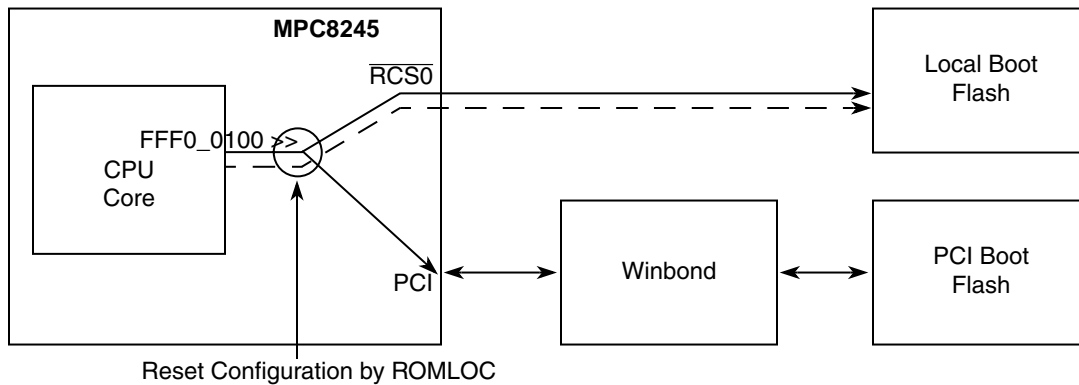 MPC8245
RCS0
Local Boot
Flash
FFF0_0100 >>
CPU
Core
PCI
Winbond
PCI Boot
Flash
Reset Configuration by ROMLOC